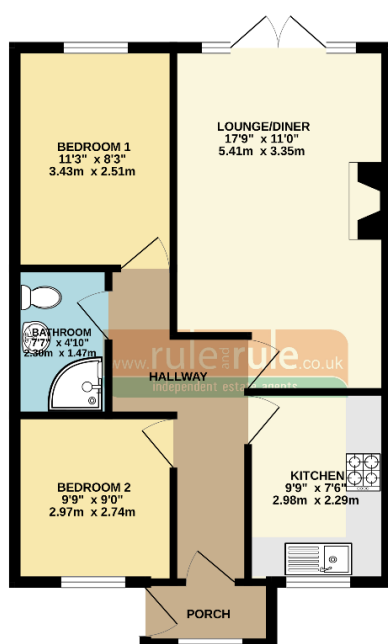 LOUNGE/DINER
17'9" x 11'0"
5.41m x 3.35m
BEDROOM 1
11'3" x 8'3"
3.43m x 2.51m
BATHROOM
7'7" x 4'10"
2.30m x 1.47m
www.ruleandrule.co.uk
independent estate agents
HALLWAY
KITCHEN
9'9" x 7'6"
2.98m x 2.29m
BEDROOM 2
9'9" x 9'0"
2.97m x 2.74m
PORCH